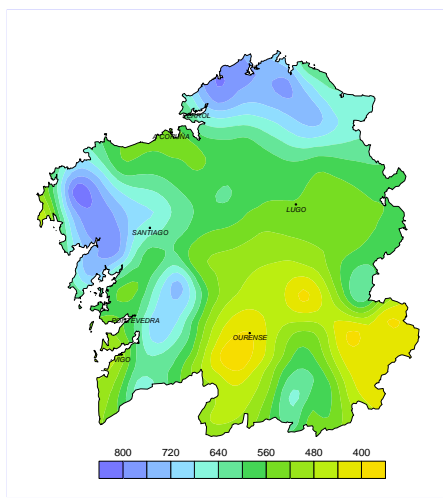 FERROL
A CORUÑA
LUGO
SANTIAGO
PONTEVEDRA
OURENSE
VIGO
800 720 640 560 480 400